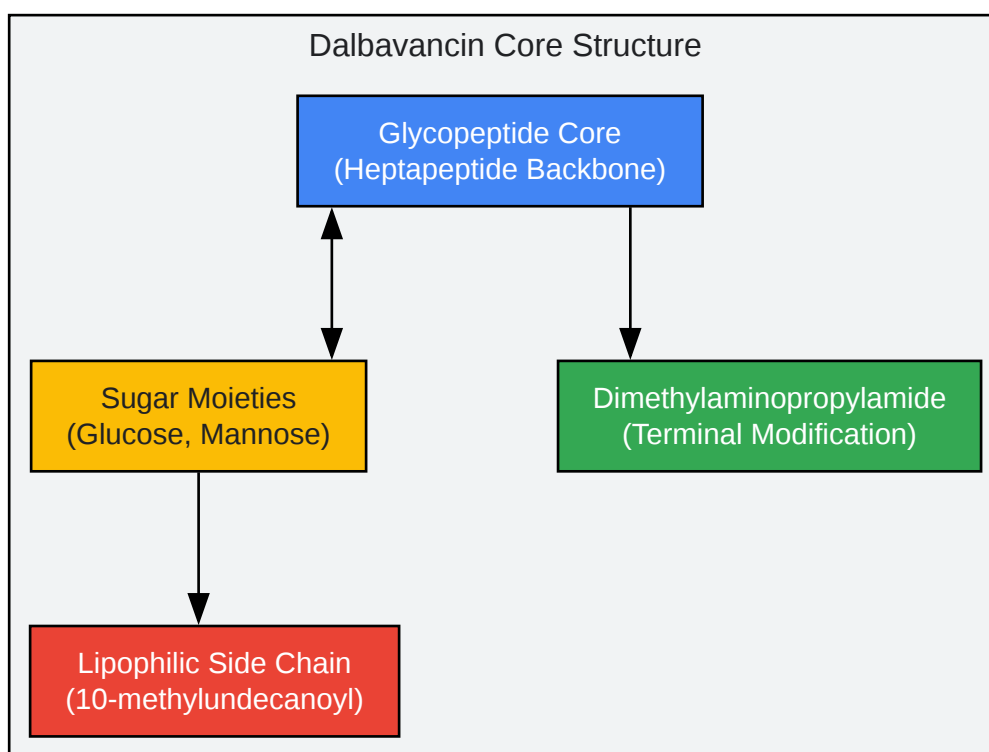 Dalbavancin Core Structure
Glycopeptide Core
(Heptapeptide Backbone)
Sugar Moieties
(Glucose, Mannose)
Dimethylaminopropylamide
(Terminal Modification)
Lipophilic Side Chain
(10-methylundecanoyl)